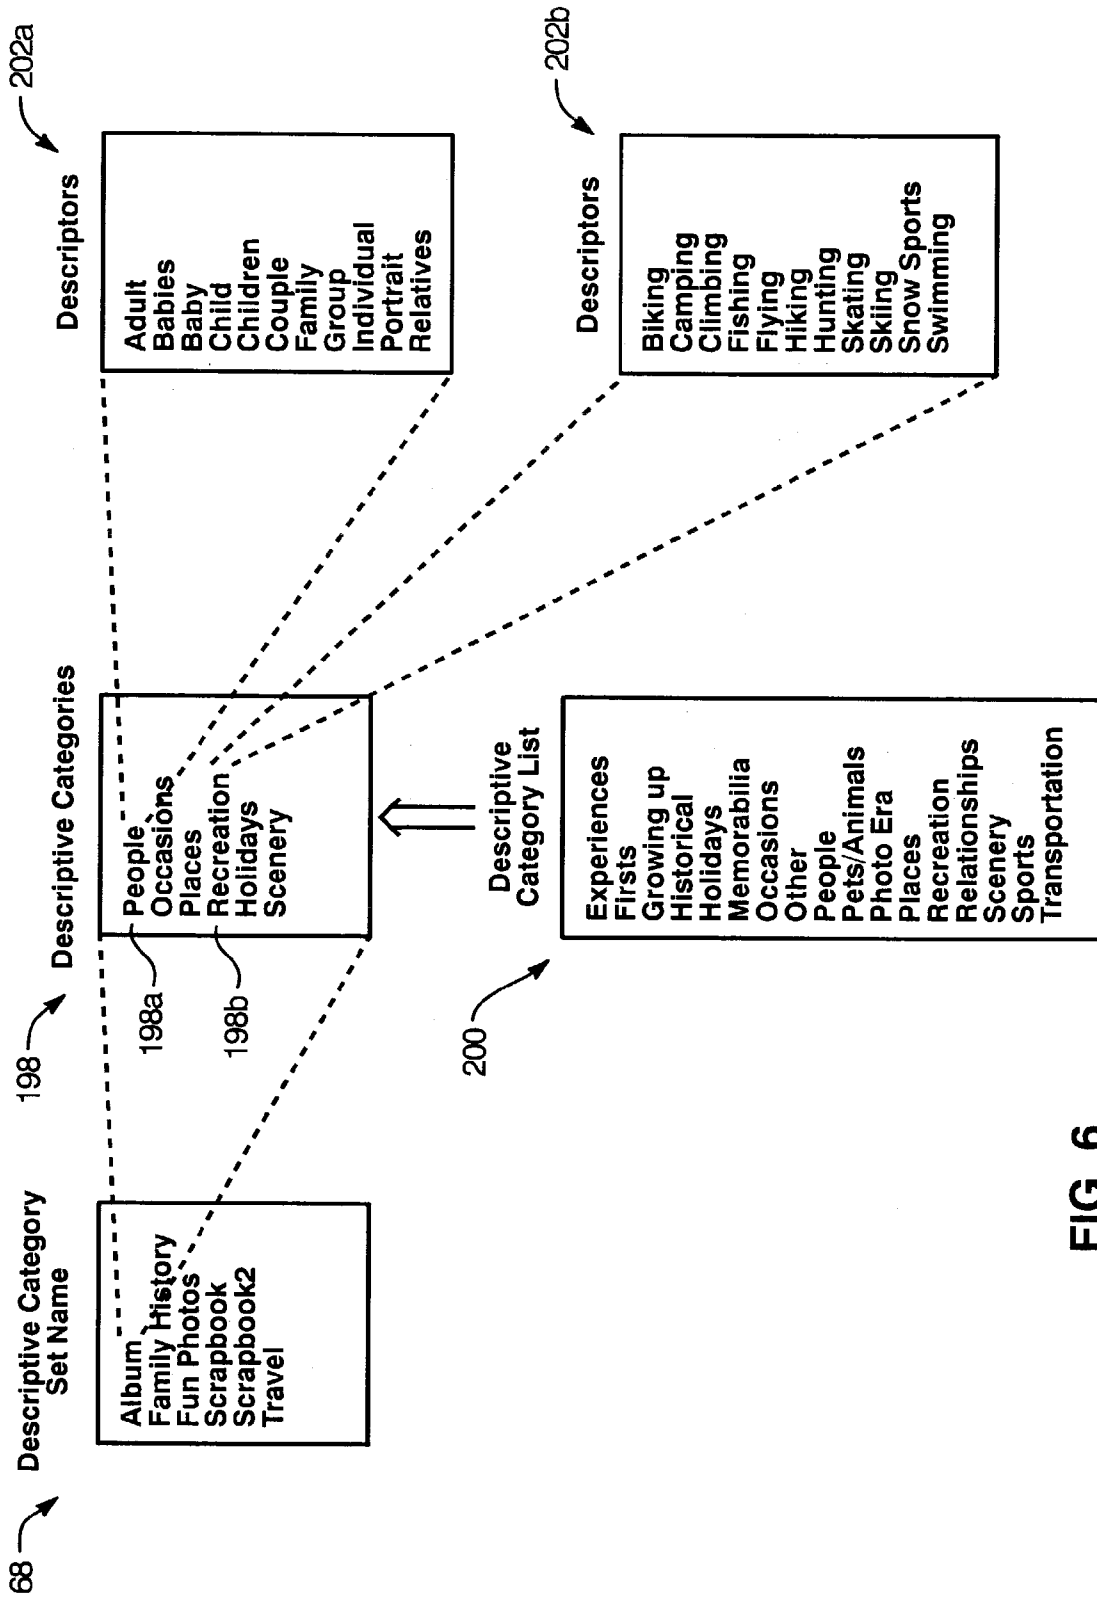 68
Descriptive Category
Set Name
Album
Family History
Fun Photos
Scrapbook
Scrapbook2
Travel
198
Descriptive Categories
198a
198b
People
Occasions
Places
Recreation
Holidays
Scenery
200
Descriptive
Category List
Experiences
Firsts
Growing up
Historical
Holidays
Memorabilia
Occasions
Other
People
Pets/Animals
Photo Era
Places
Recreation
Relationships
Scenery
Sports
Transportation
202a
Descriptors
Adult
Babies
Baby
Child
Children
Couple
Family
Group
Individual
Portrait
Relatives
202b
Descriptors
Biking
Camping
Climbing
Fishing
Flying
Hiking
Hunting
Skating
Skiing
Snow Sports
Swimming
FIG. 6